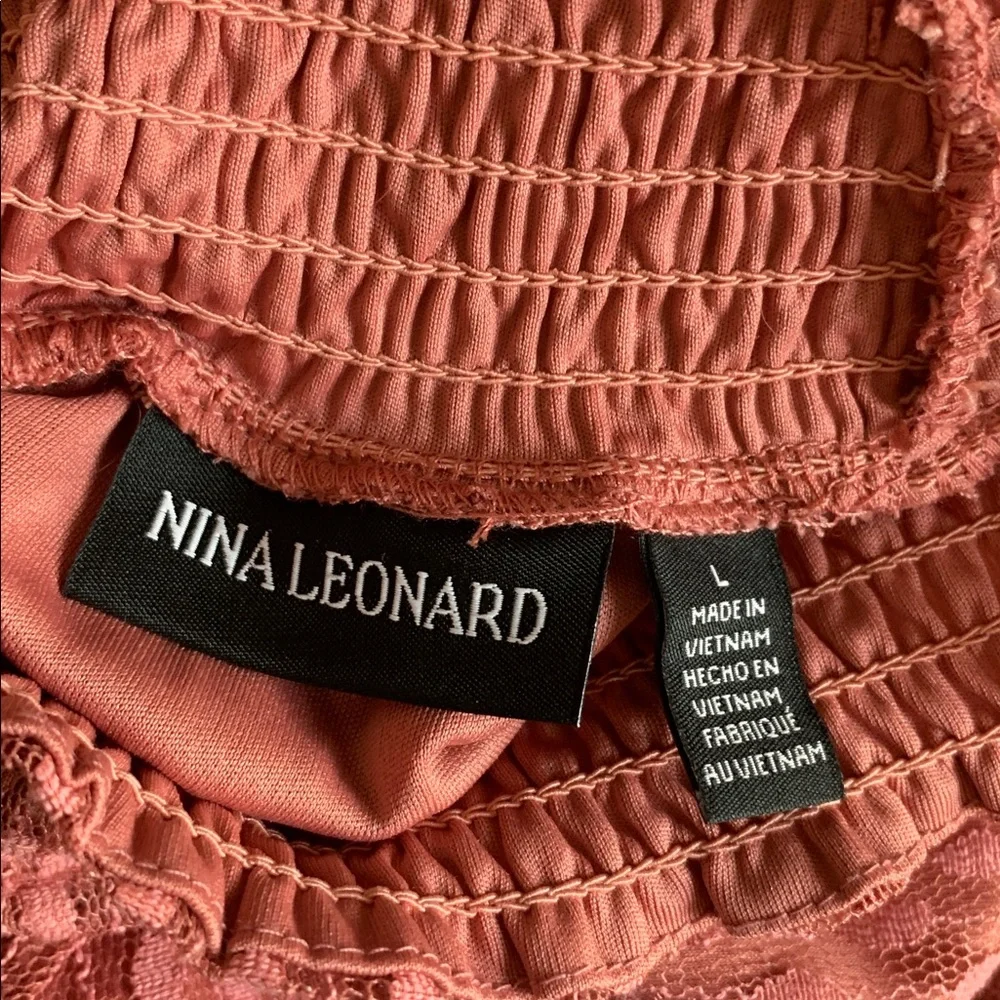 NINA LEONARD
L
MADE IN
VIETNAM
HECHO EN
VIETNAM
FABRIQUÉ
AU VIETNAM